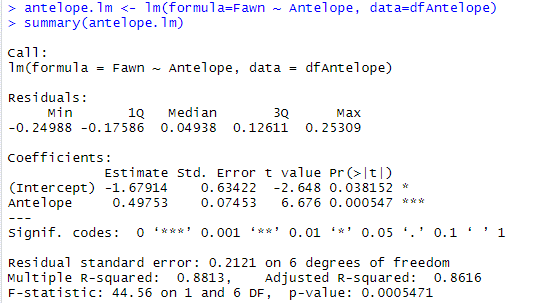 > antelope.lm <- lm(formula=Fawn ~ Antelope, data=dfAntelope)
> summary(antelope.lm)
Call:
lm(formula = Fawn ~ Antelope, data = dfAntelope)
Residuals:
     Min       1Q   Median       3Q      Max
-0.24988 -0.17586  0.04938  0.12611  0.25309
Coefficients:
            Estimate Std. Error t value Pr(>|t|)
(Intercept) -1.67914    0.63422  -2.648 0.038152 *
Antelope     0.49753    0.07453   6.676 0.000547 ***
---
Signif. codes:  0 ‘***’ 0.001 ‘**’ 0.01 ‘*’ 0.05 ‘.’ 0.1 ‘ ’ 1
Residual standard error: 0.2121 on 6 degrees of freedom
Multiple R-squared:  0.8813,    Adjusted R-squared:  0.8616
F-statistic: 44.56 on 1 and 6 DF,  p-value: 0.0005471